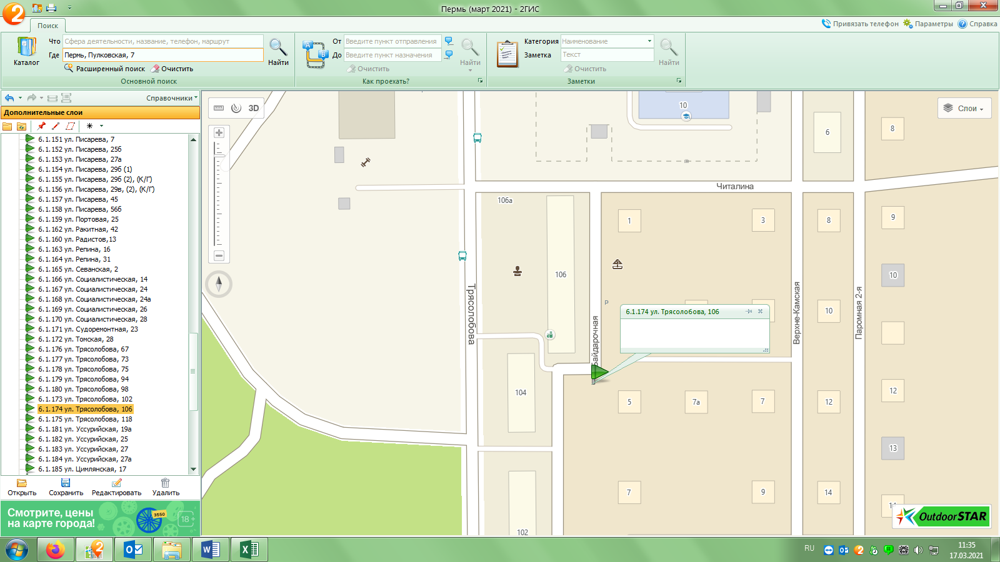 Пермь (март 2021) - 2ГИС
Поиск
Привязать телефон
Параметры
Справка
Каталог
Что
Сфера деятельности, название, телефон, маршрут
Где
Пермь, Пулковская, 7
Расширенный поиск
Очистить
Найти
Основной поиск
От
Введите пункт отправления
До
Введите пункт назначения
Очистить
Найти
Как проехать?
Категория
Наименование
Заметка
Текст
Очистить
Найти
Заметки
Справочники
Дополнительные слои
6.1.151 ул. Писарева, 7
6.1.152 ул. Писарева, 25б
6.1.153 ул. Писарева, 27а
6.1.154 ул. Писарева, 29б (1)
6.1.155 ул. Писарева, 29б (2), (К/Г)
6.1.156 ул. Писарева, 29в, (2), (К/Г)
6.1.157 ул. Писарева, 45
6.1.158 ул. Писарева, 56б
6.1.159 ул. Портовая, 25
6.1.162 ул. Ракитная, 42
6.1.160 ул. Радистов,13
6.1.163 ул. Репина, 16
6.1.164 ул. Репина, 31
6.1.165 ул. Севанская, 2
6.1.166 ул. Социалистическая, 14
6.1.167 ул. Социалистическая, 24
6.1.168 ул. Социалистическая, 24а
6.1.169 ул. Социалистическая, 26
6.1.170 ул. Социалистическая, 28
6.1.171 ул. Судоремонтная, 23
6.1.172 ул. Томская, 28
6.1.176 ул. Трясолобова, 67
6.1.177 ул. Трясолобова, 73
6.1.178 ул. Трясолобова, 75
6.1.179 ул. Трясолобова, 94
6.1.180 ул. Трясолобова, 98
6.1.173 ул. Трясолобова, 102
6.1.174 ул. Трясолобова, 106
6.1.175 ул. Трясолобова, 118
6.1.181 ул. Уссурийская, 19а
6.1.182 ул. Уссурийская, 25
6.1.183 ул. Уссурийская, 27
6.1.184 ул. Уссурийская, 27а
6.1.185 ул. Цимлянская, 17
Открыть
Сохранить
Редактировать
Удалить
Смотрите, цены
на карте города!
3550
18+
3D
Слои
10
6
8
Читалина
106а
1
3
8
9
106
10
P
Трясолобова
Байдарочная
Верхне-Камская
Паромная 2-я
10
6.1.174 ул. Трясолобова, 106
104
5
7а
7
12
12
13
7
9
14
102
OutdoorSTAR
RU
11:35
17.03.2021